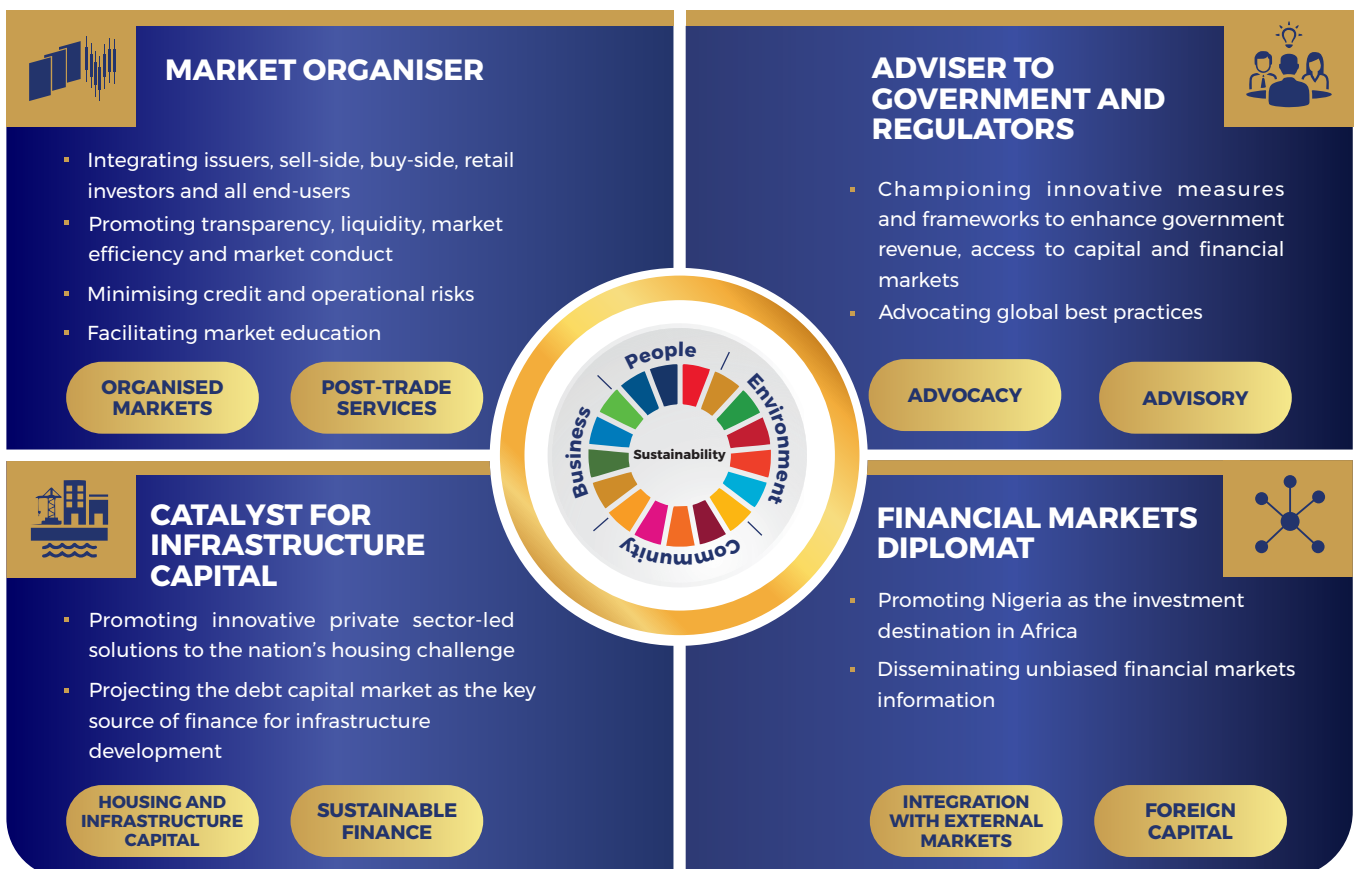 MARKET ORGANISER
Integrating issuers, sell-side, buy-side, retail
investors and all end-users
Promoting transparency, liquidity, market
efficiency and market conduct
Minimising credit and operational risks
Facilitating market education
ORGANISED
MARKETS
POST-TRADE
SERVICES
ADVISER TO
GOVERNMENT AND
REGULATORS
Championing innovative measures
and frameworks to enhance government
revenue, access to capital and financial
markets
Advocating global best practices
ADVOCACY
ADVISORY
People
Environment
Community
Business
Sustainability
CATALYST FOR
INFRASTRUCTURE
CAPITAL
Promoting innovative private sector-led
solutions to the nation’s housing challenge
Projecting the debt capital market as the key
source of finance for infrastructure
development
HOUSING AND
INFRASTRUCTURE
CAPITAL
SUSTAINABLE
FINANCE
FINANCIAL MARKETS
DIPLOMAT
Promoting Nigeria as the investment
destination in Africa
Disseminating unbiased financial markets
information
INTEGRATION
WITH EXTERNAL
MARKETS
FOREIGN
CAPITAL